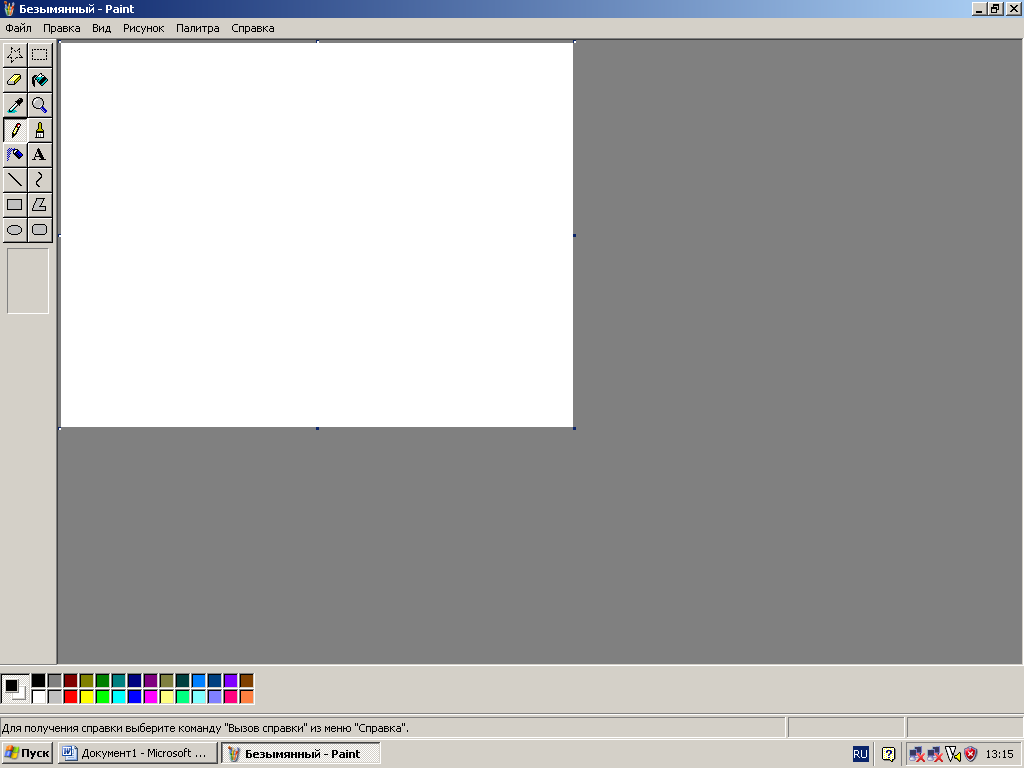 Безымянный - Paint
Файл Правка Вид Рисунок Палитра Справка
A
Для получения справки выберите команду "Вызов справки" из меню "Справка".
Пуск Документ1 - Microsoft ... Безымянный - Paint RU 13:15